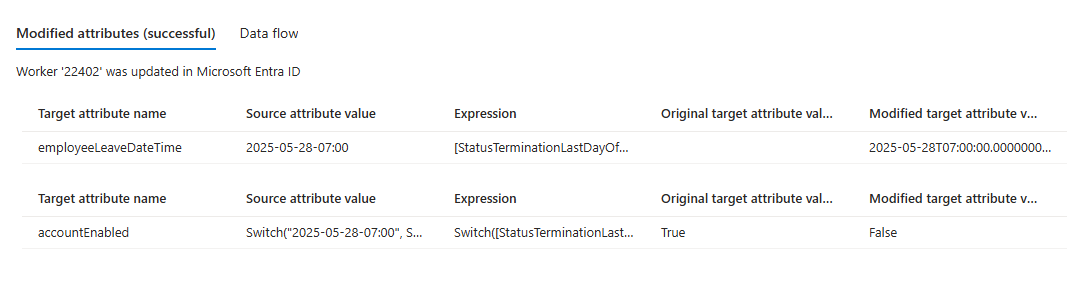 Modified attributes (successful) Data flow
Worker '22402' was updated in Microsoft Entra ID
Target attribute name Source attribute value Expression Original target attribute val... Modified target attribute v...
employeeLeaveDateTime 2025-05-28-07:00 [StatusTerminationLastDayOf... 2025-05-28T07:00:00.0000000...
Target attribute name Source attribute value Expression Original target attribute val... Modified target attribute v...
accountEnabled Switch("2025-05-28-07:00", S... Switch([StatusTerminationLast... True False